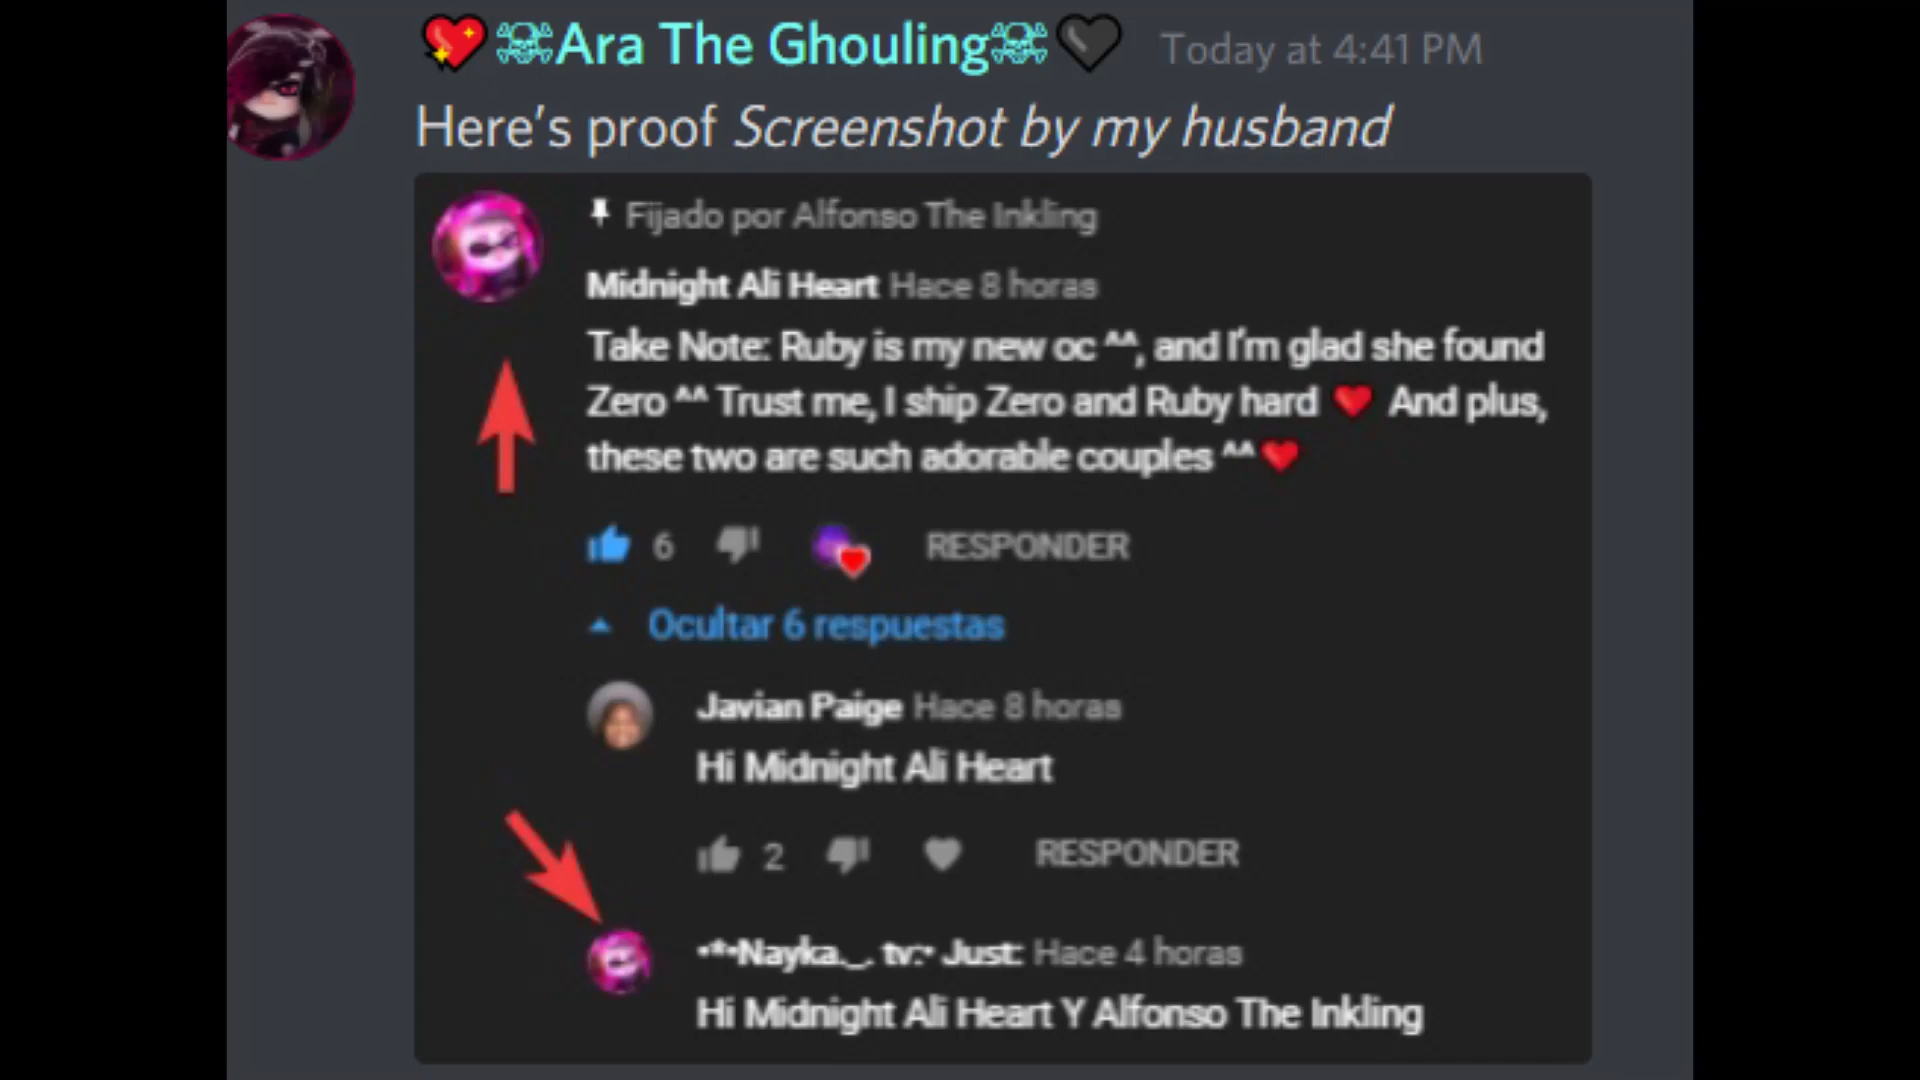 💖☠Ara The Ghouling☠🖤 Today at 4:41 PM
Here's proof Screenshot by my husband
Fijado por Alfonso The Inkling
Midnight Ali Heart Hace 8 horas
Take Note: Ruby is my new oc ^^, and I'm glad she found
Zero ^^ Trust me, I ship Zero and Ruby hard ❤ And plus,
these two are such adorable couples ^^❤
6 RESPONDER
Ocultar 6 respuestas
Javian Paige Hace 8 horas
Hi Midnight Ali Heart
2 RESPONDER
•*•Nayka._. tv:• Just: Hace 4 horas
Hi Midnight Ali Heart Y Alfonso The Inkling